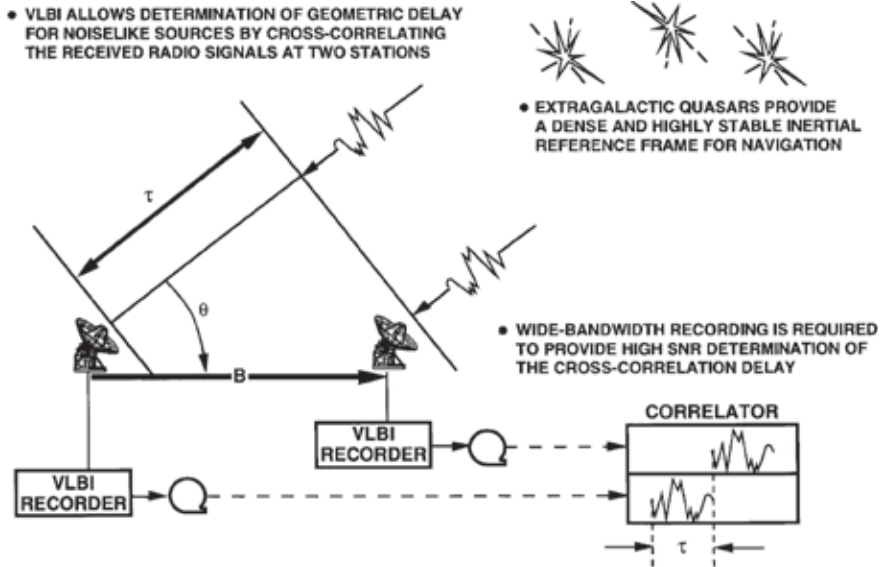 • VLBI ALLOWS DETERMINATION OF GEOMETRIC DELAY
FOR NOISELIKE SOURCES BY CROSS-CORRELATING
THE RECEIVED RADIO SIGNALS AT TWO STATIONS
• EXTRAGALACTIC QUASARS PROVIDE
A DENSE AND HIGHLY STABLE INERTIAL
REFERENCE FRAME FOR NAVIGATION
τ
θ
B
• WIDE-BANDWIDTH RECORDING IS REQUIRED
TO PROVIDE HIGH SNR DETERMINATION OF
THE CROSS-CORRELATION DELAY
CORRELATOR
VLBI
RECORDER
VLBI
RECORDER
τ